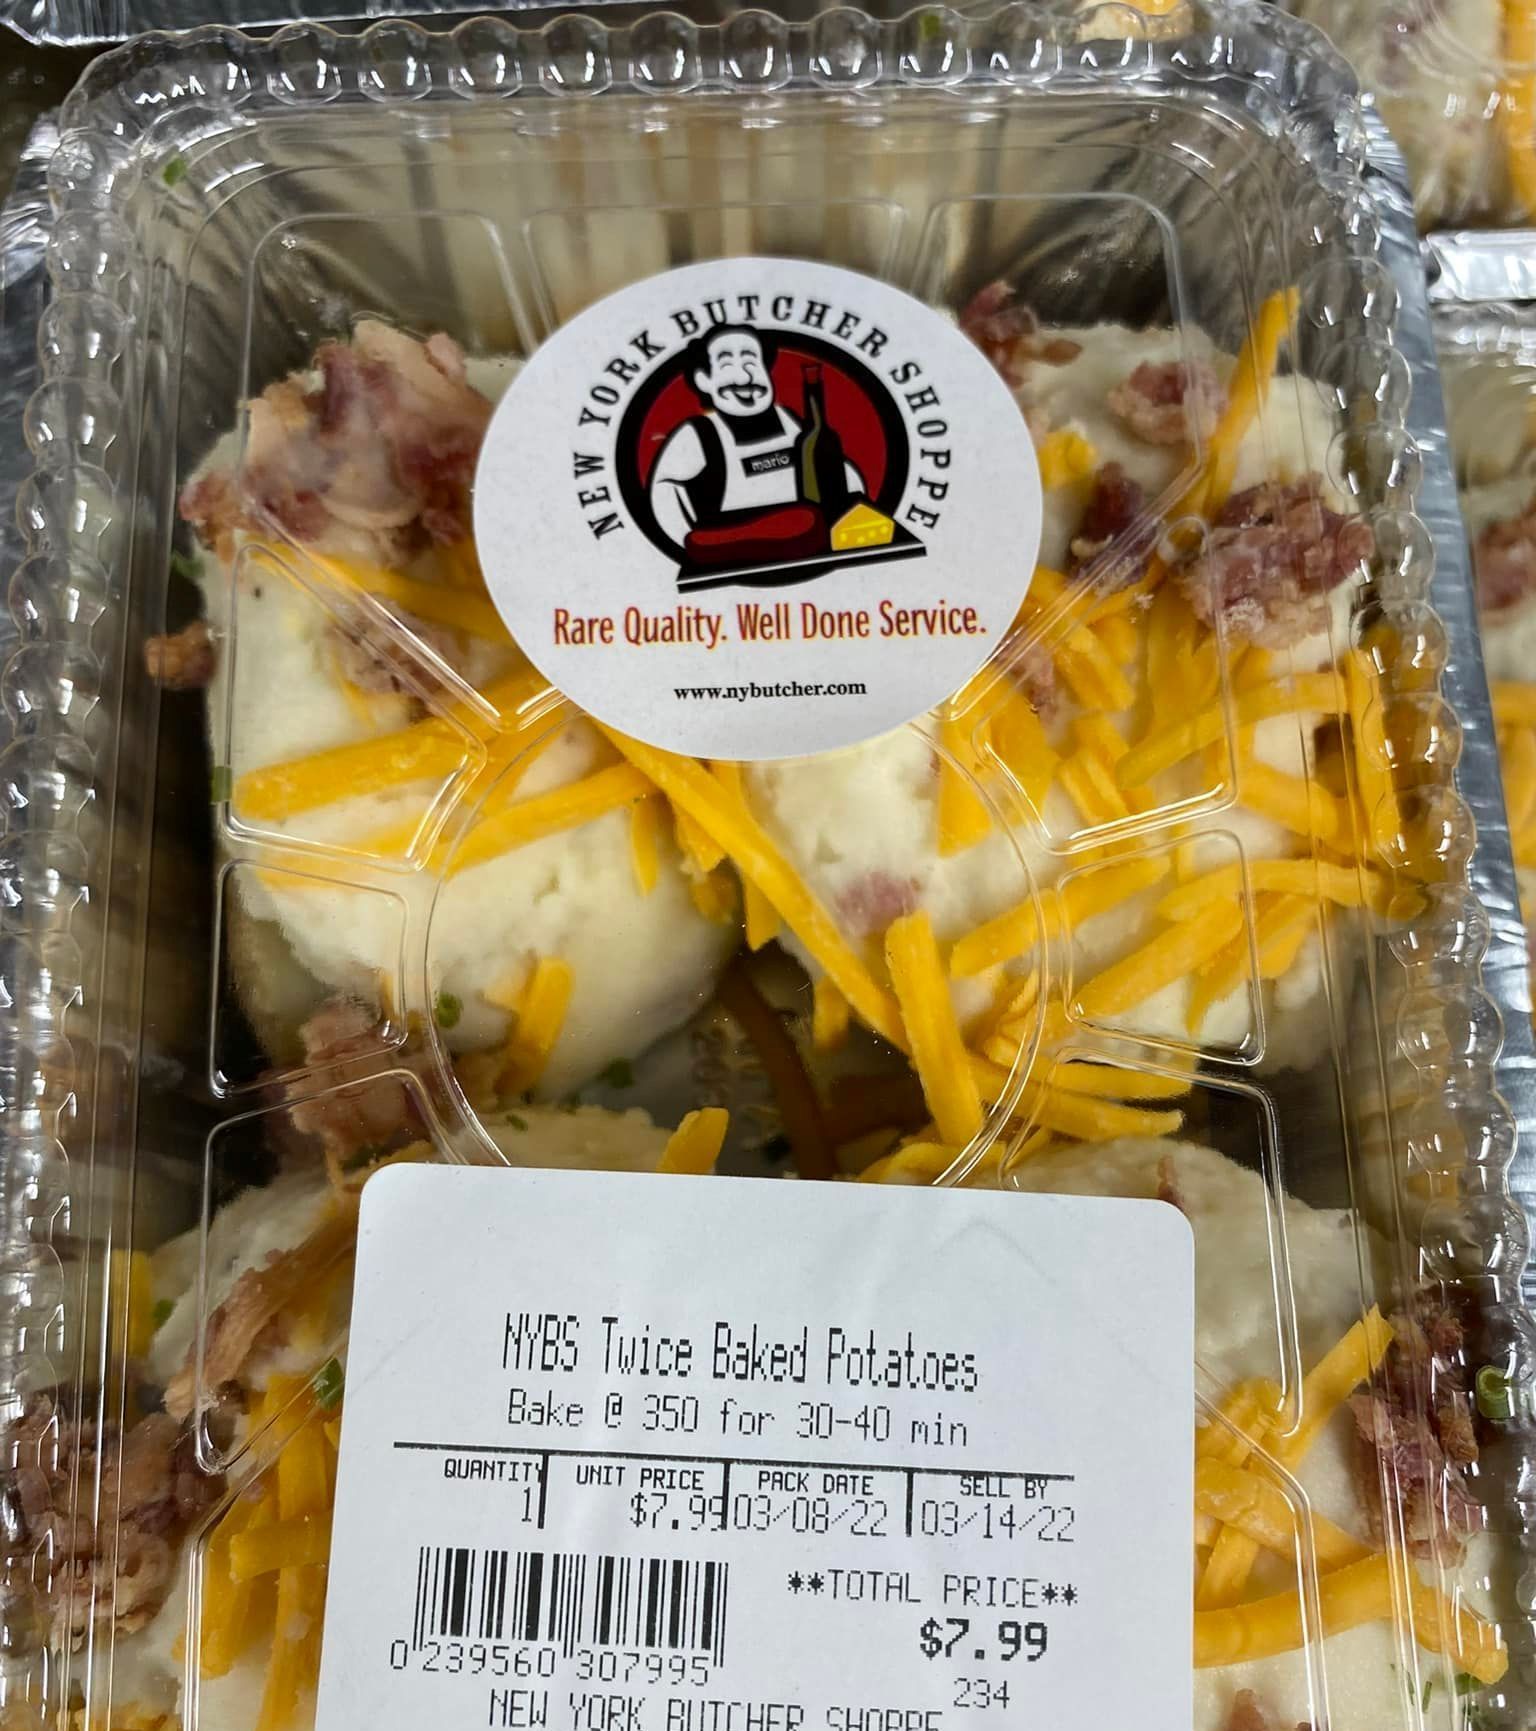 NEW YORK BUTCHER SHOPPE
mario
Rare Quality. Well Done Service.
www.nybutcher.com
NYBS Twice Baked Potatoes
Bake @ 350 for 30-40 min
QUANTITY UNIT PRICE PACK DATE SELL BY
1 $7.99 03/08/22 03/14/22
**TOTAL PRICE**
$7.99
0 239560 307995
234
NEW YORK BUTCHER SHOPPE